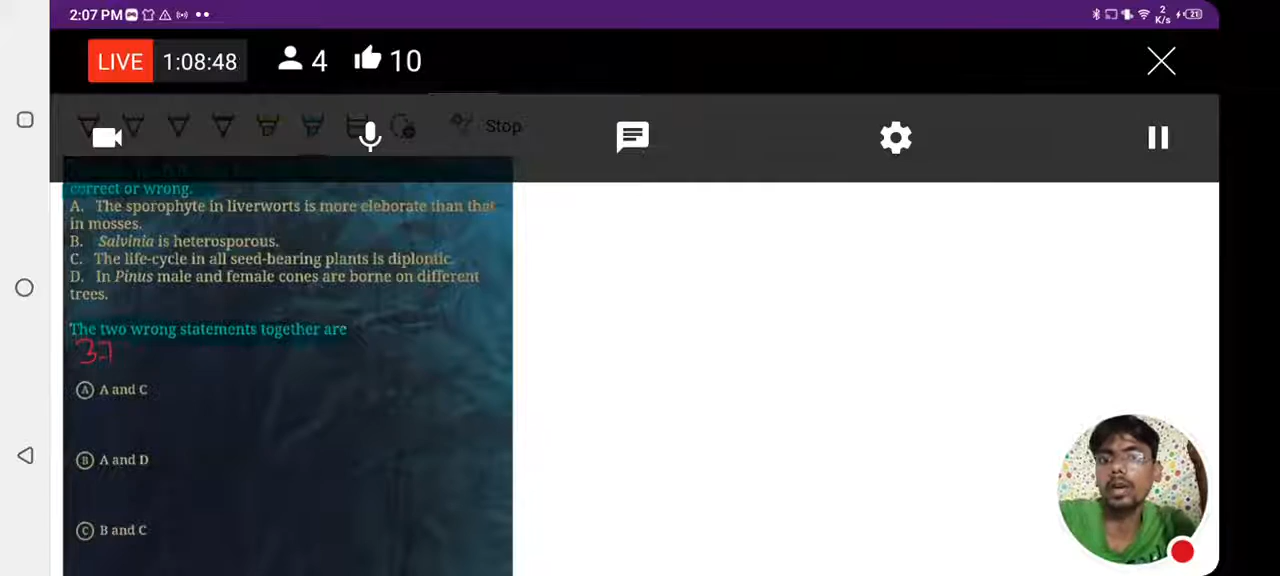 2:07 PM
2
K/s
21
LIVE 1:08:48 4 10
Stop
correct or wrong.
A. The sporophyte in liverworts is more eleborate than that
in mosses.
B. Salvinia is heterosporous.
C. The life-cycle in all seed-bearing plants is diplontic.
D. In Pinus male and female cones are borne on different
trees.
The two wrong statements together are
37
A A and C
B A and D
C B and C